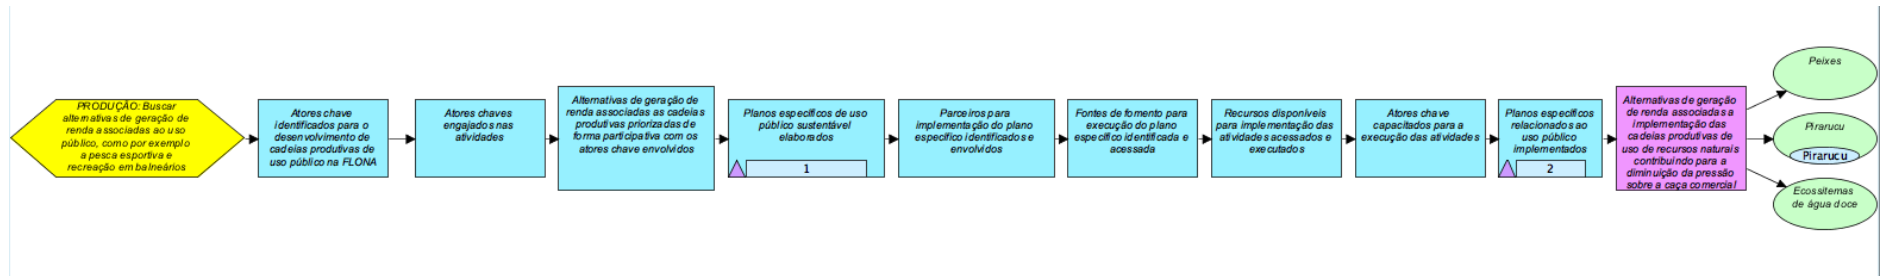 PRODUÇÃO: Buscar
alternativas de geração de
renda associadas ao uso
público, como por exemplo
a pesca esportiva e
recreação em balneários
Atores chave
identificados para o
desenvolvimento de
cadeias produtivas de
uso público na FLONA
Atores chaves
engajados nas
atividades
Alternativas de geração de
renda associadas as cadeias
produtivas priorizadas de
forma participativa com os
atores chave envolvidos
Planos específicos de uso
público sustentável
elaborados
1
Parceiros para
implementação do plano
específico identificados e
envolvidos
Fontes de fomento para
execução do plano
especifico identificada e
acessada
Recursos disponíveis
para implementação das
atividades acessados e
executados
Atores chave
capacitados para a
execução das atividades
Planos específicos
relacionados ao
uso público
implementados
2
Alternativas de geração
de renda associadas a
implementação das
cadeias produtivas de
uso de recursos naturais
contribuindo para a
diminuição da pressão
sobre a caça comercial
Peixes
Pirarucu
Pirarucu
Ecossitemas
de água doce